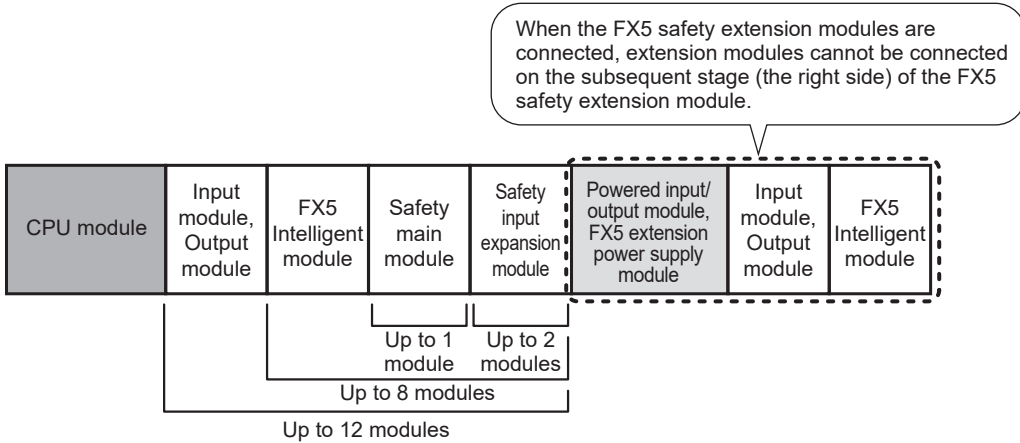 When the FX5 safety extension modules are
connected, extension modules cannot be connected
on the subsequent stage (the right side) of the FX5
safety extension module.
CPU module
Input
module,
Output
module
FX5
Intelligent
module
Safety
main
module
Safety
input
expansion
module
Powered input/
output module,
FX5 extension
power supply
module
Input
module,
Output
module
FX5
Intelligent
module
Up to 1
module
Up to 2
modules
Up to 8 modules
Up to 12 modules